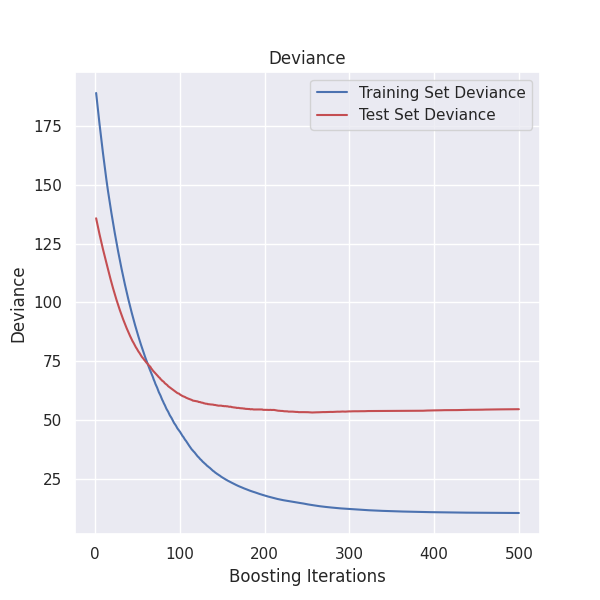 Deviance
Training Set Deviance
Test Set Deviance
175
150
125
100
75
50
25
Deviance
0 100 200 300 400 500
Boosting Iterations